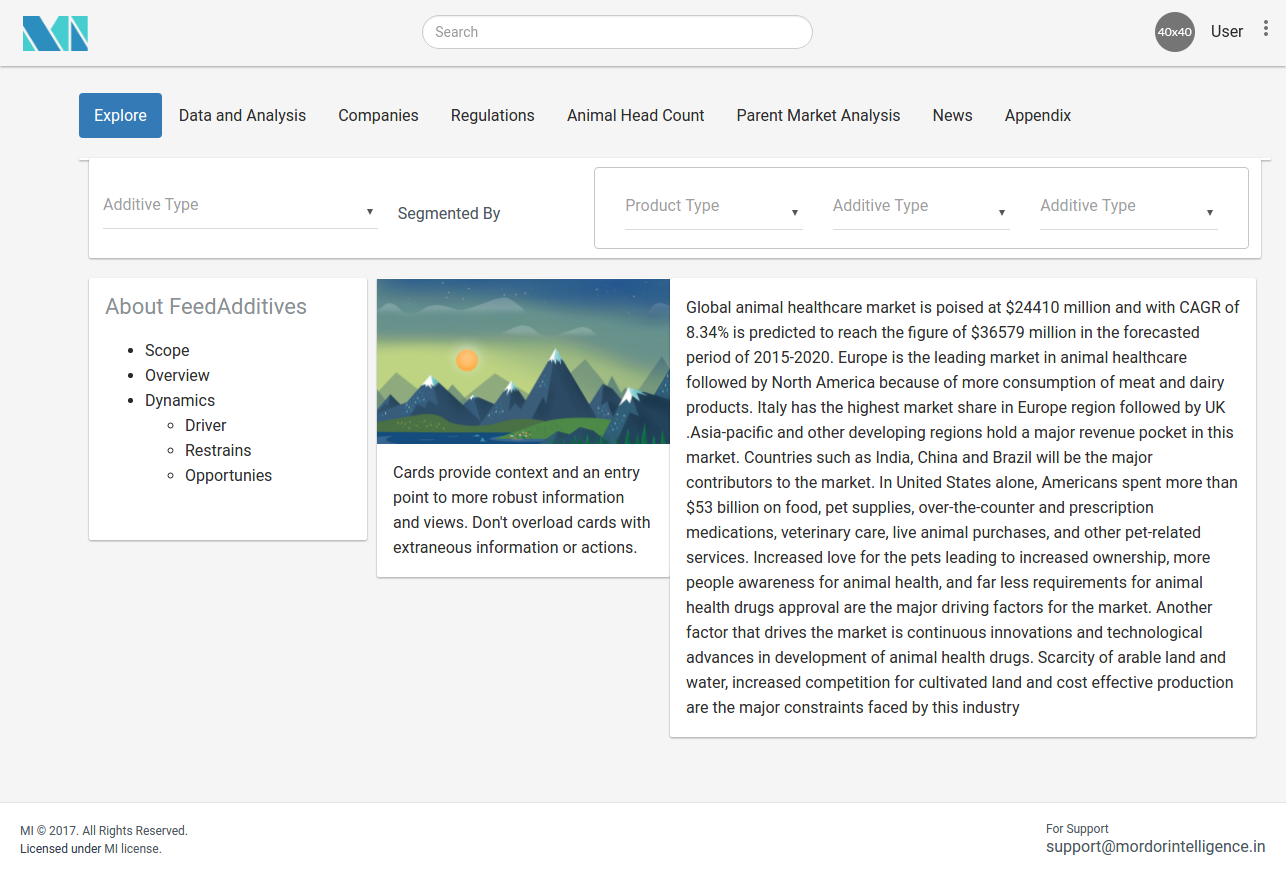 MN
Search
40x40
User
Explore
Data and Analysis
Companies
Regulations
Animal Head Count
Parent Market Analysis
News
Appendix
Additive Type
Segmented By
Product Type
Additive Type
Additive Type
About FeedAdditives
Scope
Overview
Dynamics
Driver
Restrains
Opportunies
Cards provide context and an entry
point to more robust information
and views. Don't overload cards with
extraneous information or actions.
Global animal healthcare market is poised at $24410 million and with CAGR of
8.34% is predicted to reach the figure of $36579 million in the forecasted
period of 2015-2020. Europe is the leading market in animal healthcare
followed by North America because of more consumption of meat and dairy
products. Italy has the highest market share in Europe region followed by UK
.Asia-pacific and other developing regions hold a major revenue pocket in this
market. Countries such as India, China and Brazil will be the major
contributors to the market. In United States alone, Americans spent more than
$53 billion on food, pet supplies, over-the-counter and prescription
medications, veterinary care, live animal purchases, and other pet-related
services. Increased love for the pets leading to increased ownership, more
people awareness for animal health, and far less requirements for animal
health drugs approval are the major driving factors for the market. Another
factor that drives the market is continuous innovations and technological
advances in development of animal health drugs. Scarcity of arable land and
water, increased competition for cultivated land and cost effective production
are the major constraints faced by this industry
MI © 2017. All Rights Reserved.
Licensed under MI license.
For Support
support@mordorintelligence.in